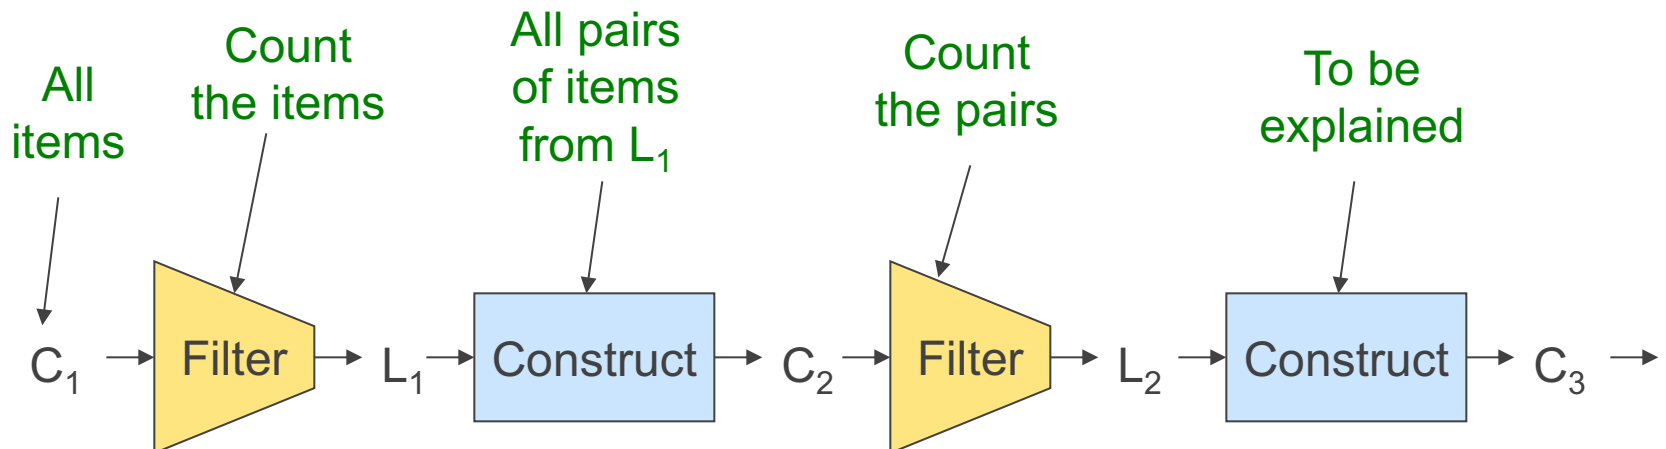 All
items
Count
the items
All pairs
of items
from L₁
Count
the pairs
To be
explained
C₁
Filter
L₁
Construct
C₂
Filter
L₂
Construct
C₃